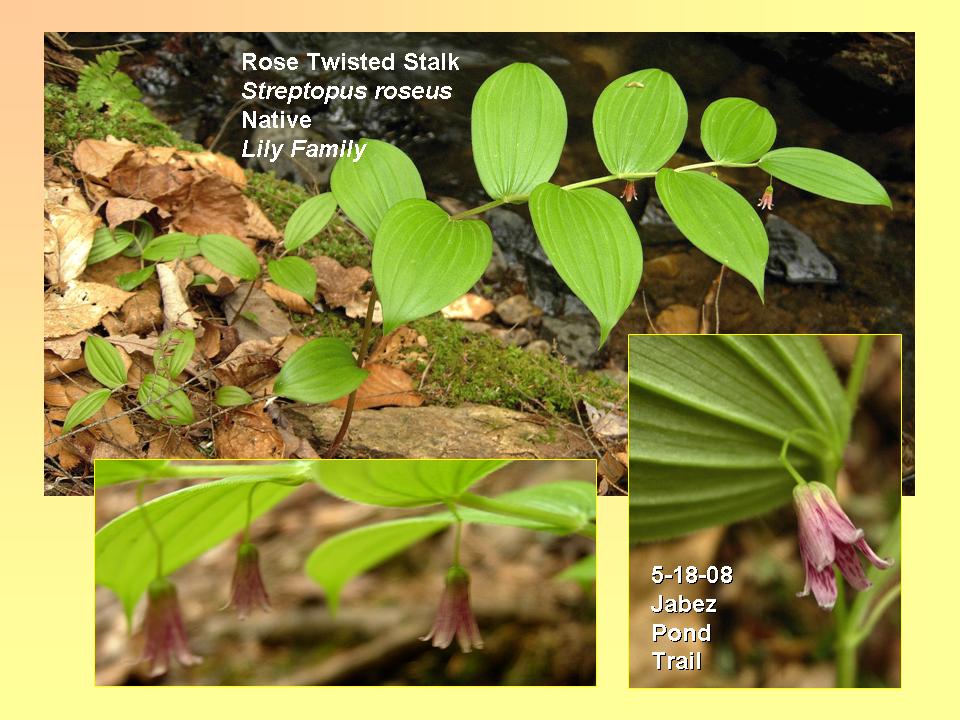 Rose Twisted Stalk
Streptopus roseus
Native
Lily Family
5-18-08
Jabez
Pond
Trail